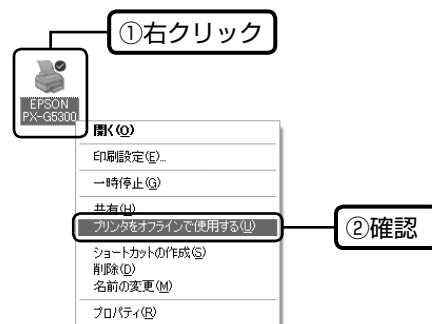 ①右クリック
EPSON
PX-G5300
開く(O)
印刷設定(E)...
一時停止(G)
共有(H)
プリンタをオフラインで使用する(U)
②確認
ショートカットの作成(S)
削除(D)
名前の変更(M)
プロパティ(R)